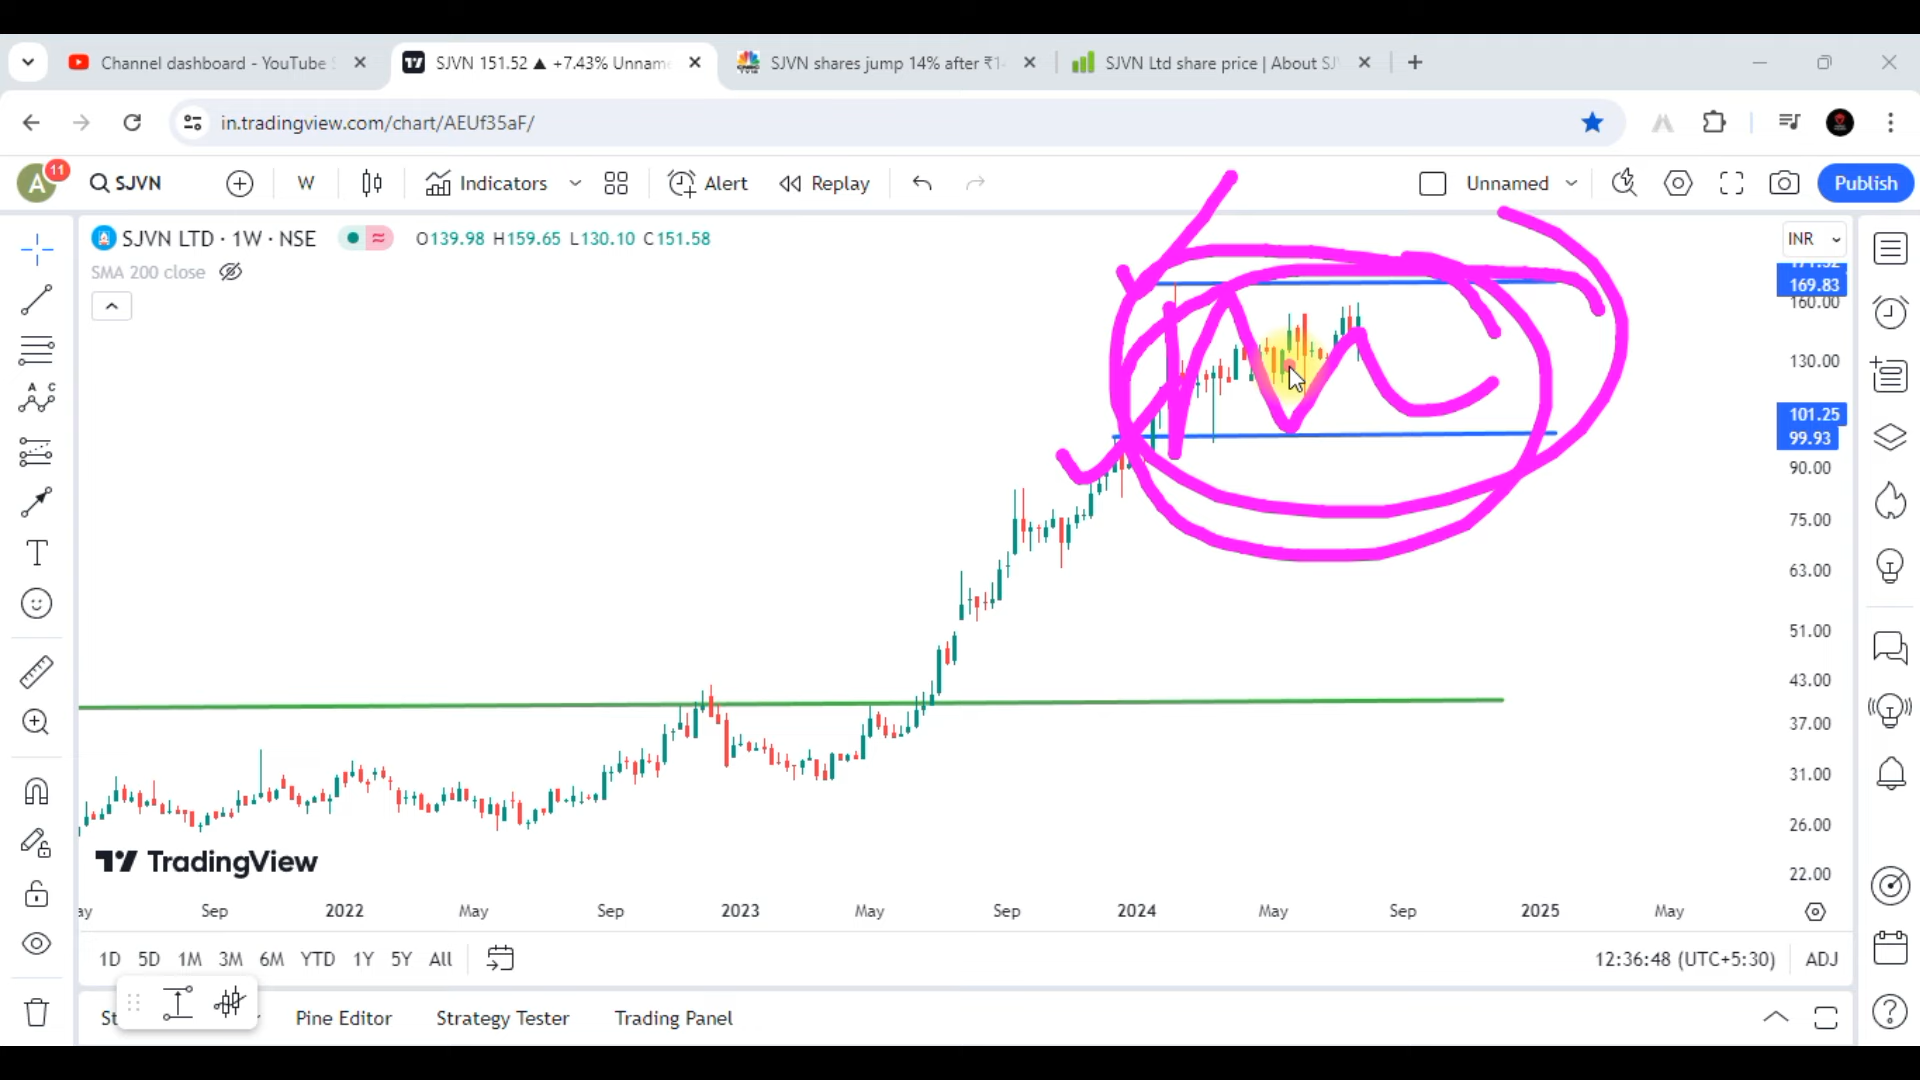 Channel dashboard - YouTube S
SJVN 151.52 ▲ +7.43% Unnam
SJVN shares jump 14% after ₹1
SJVN Ltd share price | About SJ
in.tradingview.com/chart/AEUf35aF/
A 11
SJVN
W
Indicators
Alert
Replay
Unnamed
Publish
SJVN LTD · 1W · NSE O139.98 H159.65 L130.10 C151.58
INR
SMA 200 close
171.52
169.83
160.00
130.00
101.25
99.93
90.00
75.00
63.00
51.00
43.00
37.00
31.00
26.00
22.00
A C
B
T
TradingView
ay Sep 2022 May Sep 2023 May Sep 2024 May Sep 2025 May
1D 5D 1M 3M 6M YTD 1Y 5Y All
12:36:48 (UTC+5:30) ADJ
St
Pine Editor
Strategy Tester
Trading Panel